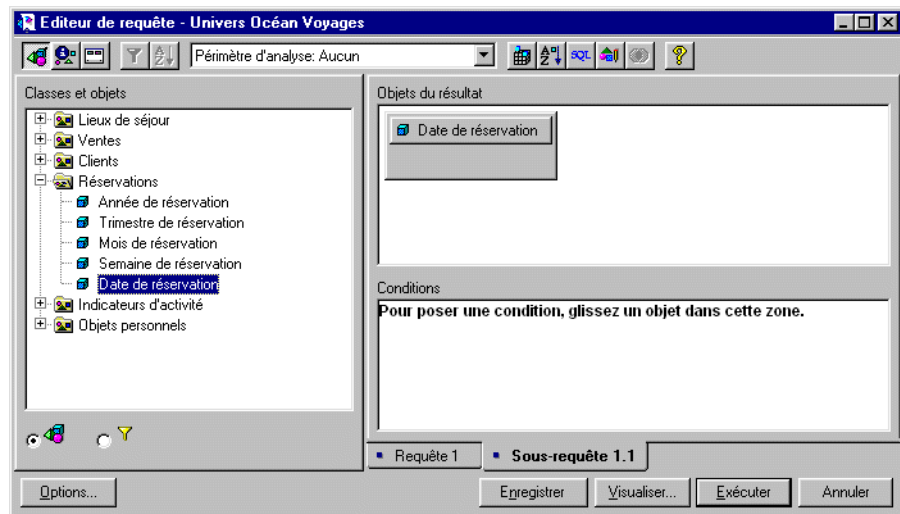 Editeur de requête - Univers Océan Voyages
Périmètre d'analyse: Aucun
SQL
?
Classes et objets
Lieux de séjour
Ventes
Clients
Réservations
Année de réservation
Trimestre de réservation
Mois de réservation
Semaine de réservation
Date de réservation
Indicateurs d'activité
Objets personnels
Objets du résultat
Date de réservation
Conditions
Pour poser une condition, glissez un objet dans cette zone.
Requête 1
Sous-requête 1.1
Options...
Enregistrer
Visualiser...
Exécuter
Annuler